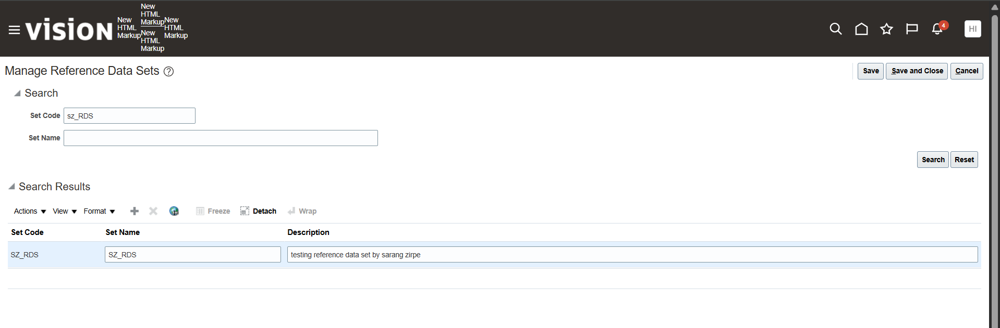 vision
New
HTML
Markup
New
HTML
Markup
New
HTML
Markup
New
HTML
Markup
4
HI
Manage Reference Data Sets ?
Save
Save and Close
Cancel
Search
Set Code sz_RDS
Set Name
Search
Reset
Search Results
Actions View Format Freeze Detach Wrap
Set Code Set Name Description
SZ_RDS SZ_RDS testing reference data set by sarang zirpe